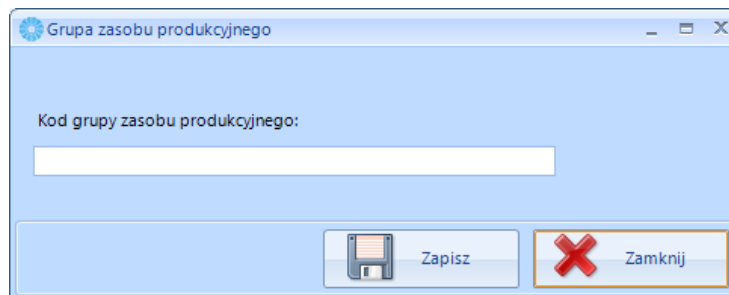 Grupa zasobu produkcyjnego
Kod grupy zasobu produkcyjnego:
Zapisz
Zamknij